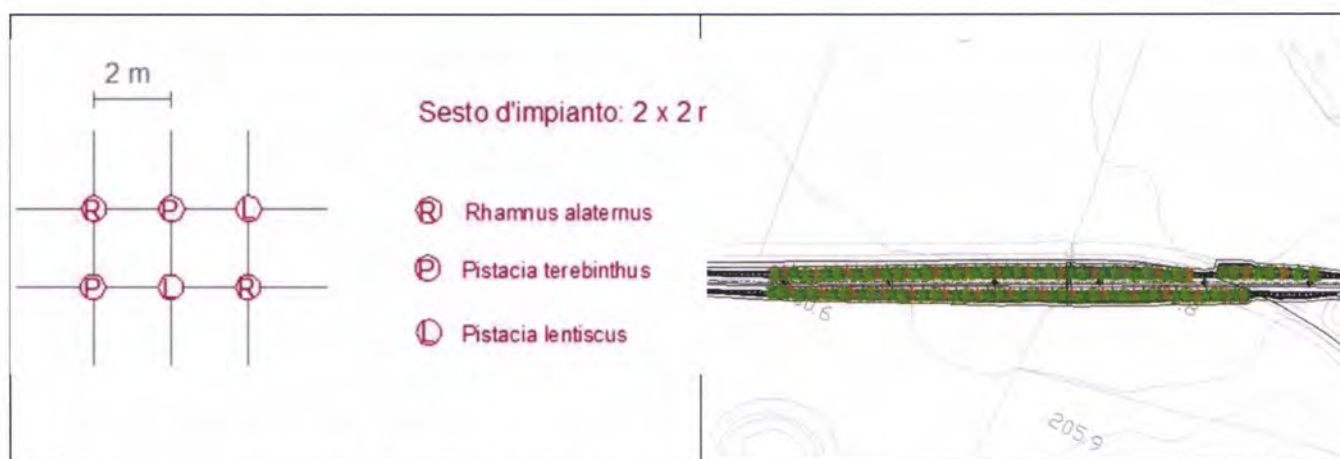 2 m
Sesto d'impianto: 2 x 2 r
R P L
P L R
R Rhamnus alaternus
P Pistacia terebinthus
L Pistacia lentiscus
205.9